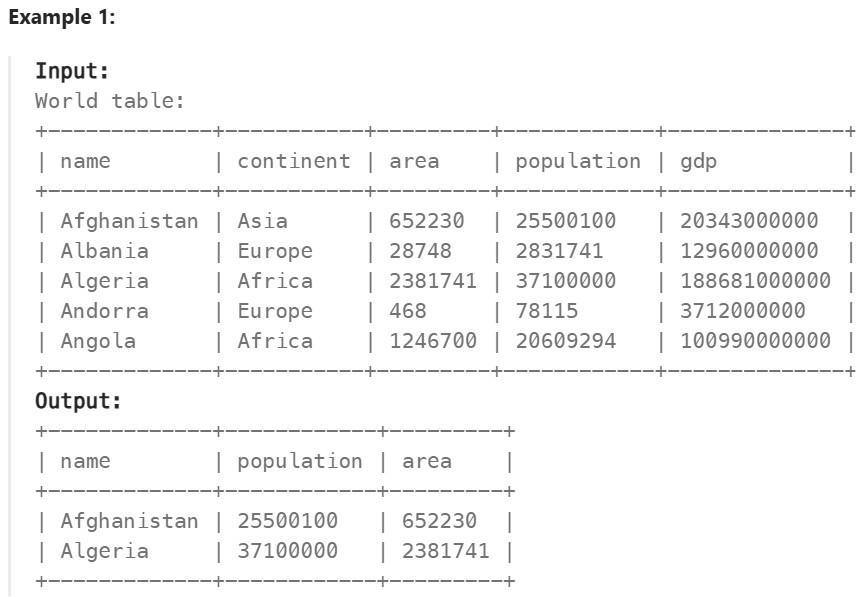 Example 1:
Input:
World table:
+-------------+-----------+---------+------------+--------------+
| name        | continent | area    | population | gdp          |
+-------------+-----------+---------+------------+--------------+
| Afghanistan | Asia      | 652230  | 25500100   | 20343000000  |
| Albania     | Europe    | 28748   | 2831741    | 12960000000  |
| Algeria     | Africa    | 2381741 | 37100000   | 188681000000 |
| Andorra     | Europe    | 468     | 78115      | 3712000000   |
| Angola      | Africa    | 1246700 | 20609294   | 100990000000 |
+-------------+-----------+---------+------------+--------------+
Output:
+-------------+------------+---------+
| name        | population | area    |
+-------------+------------+---------+
| Afghanistan | 25500100   | 652230  |
| Algeria     | 37100000   | 2381741 |
+-------------+------------+---------+